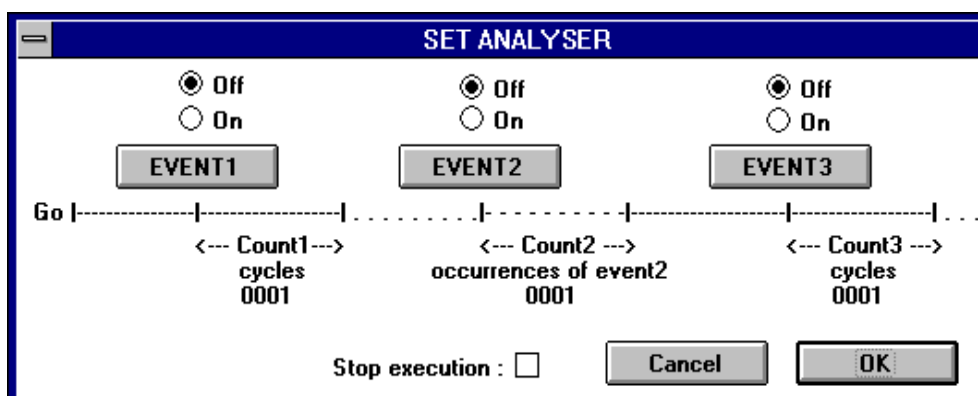 SET ANALYSER
Off Off Off
On On On
EVENT1 EVENT2 EVENT3
Go |---------------|-----------------|. . . . . . . . .|- - - - - - - - - -|-------------------|-----------------| . . .
<--- Count1---> <--- Count2 ---> <--- Count3 --->
cycles occurrences of event2 cycles
0001 0001 0001
Stop execution : Cancel OK